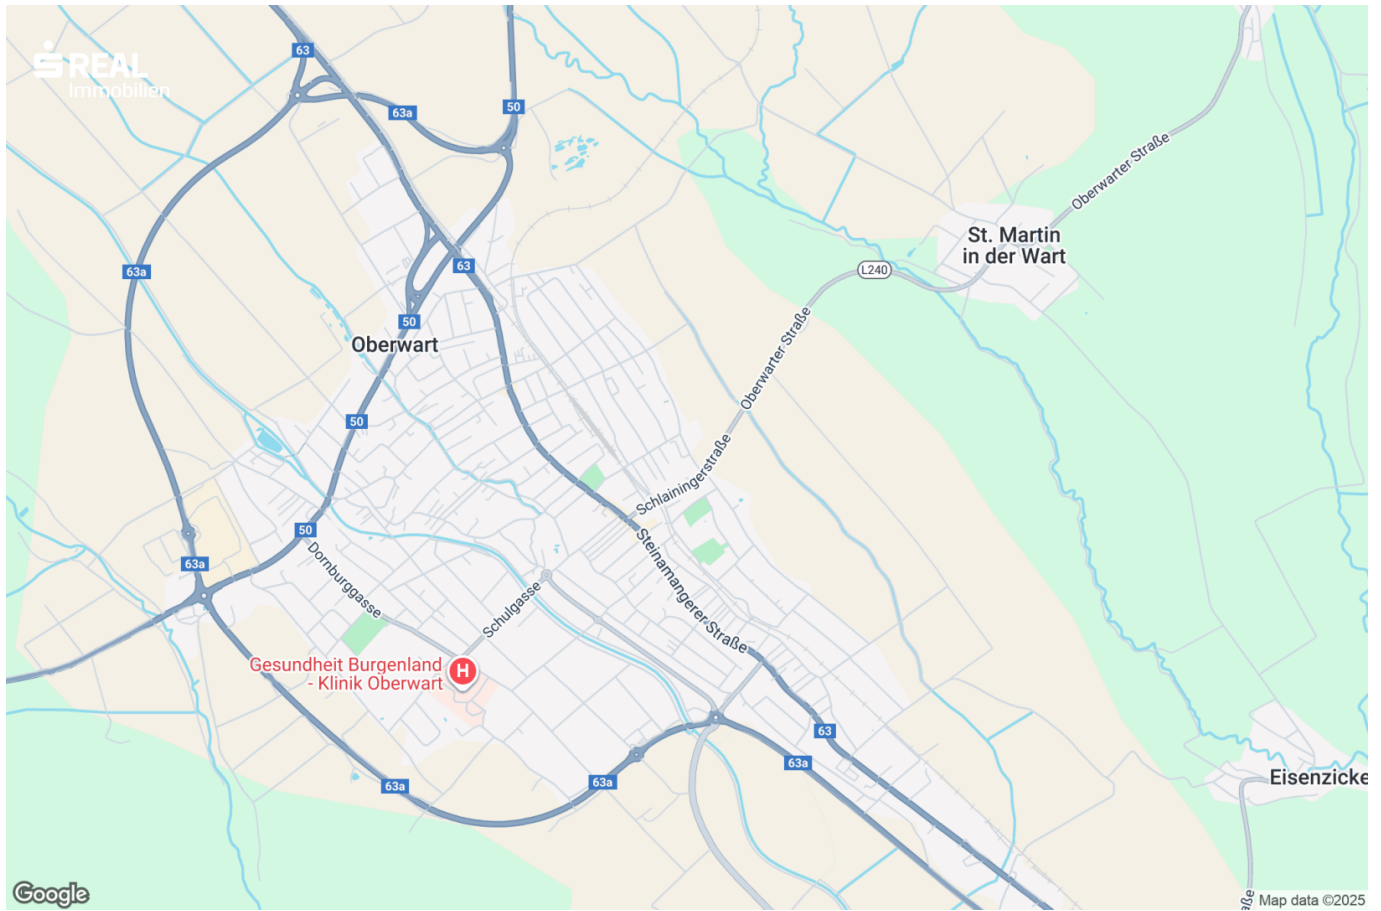 63
REAL
Immobilien
63a
50
Oberwarter Straße
St. Martin
in der Wart
63a
63
L240
50
Oberwart
Oberwarter Straße
50
Schlainingerstraße
50
63a
Dornburggasse
Steinamangerer Straße
Schulgasse
Gesundheit Burgenland
- Klinik Oberwart
H
63
63a
63a
63a
Eisenzicke
Google
Map data ©2025
aße